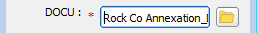 DOCU : * Rock Co Annexation_